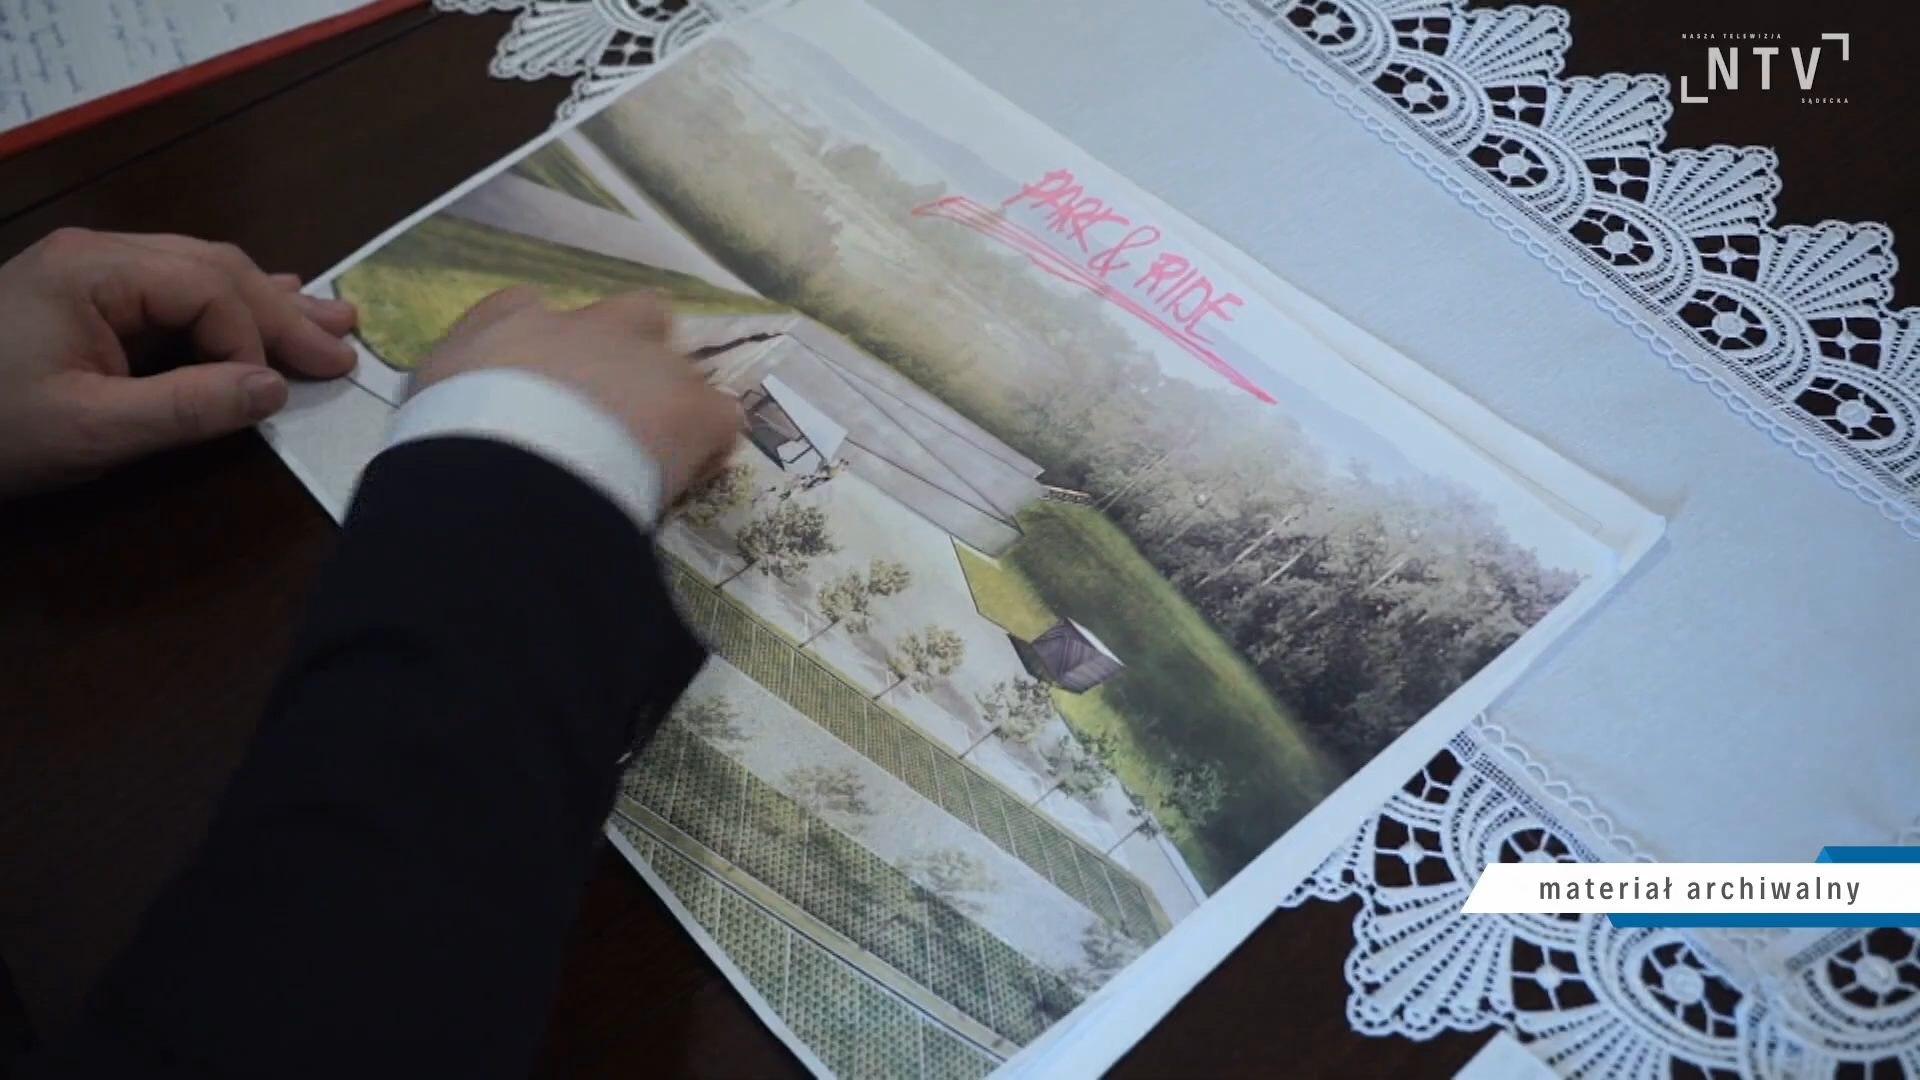 NASZA TELEWIZJA
NTV
SĄDECKA
PARK & RIDE
materiał archiwalny